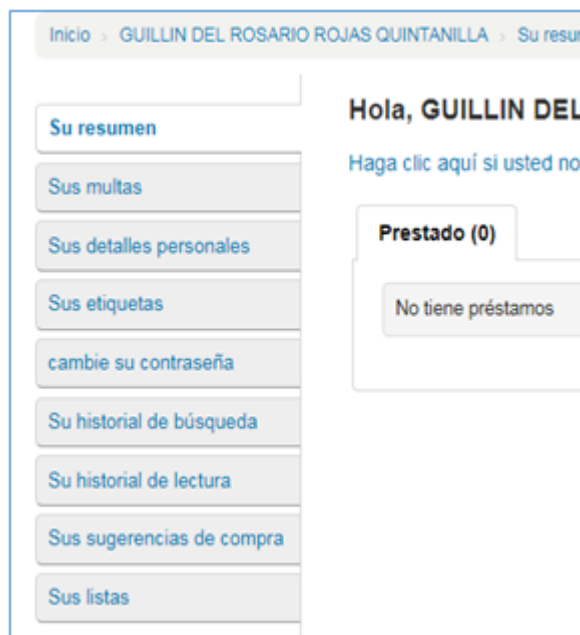 Inicio > GUILLIN DEL ROSARIO ROJAS QUINTANILLA > Su
Hola, GUILLIN DEL
Haga clic aquí si usted no
Su resumen
Sus multas
Sus detalles personales
Sus etiquetas
cambie su contraseña
Su historial de búsqueda
Su historial de lectura
Sus sugerencias de compra
Sus listas
Prestado (0)
No tiene préstamos